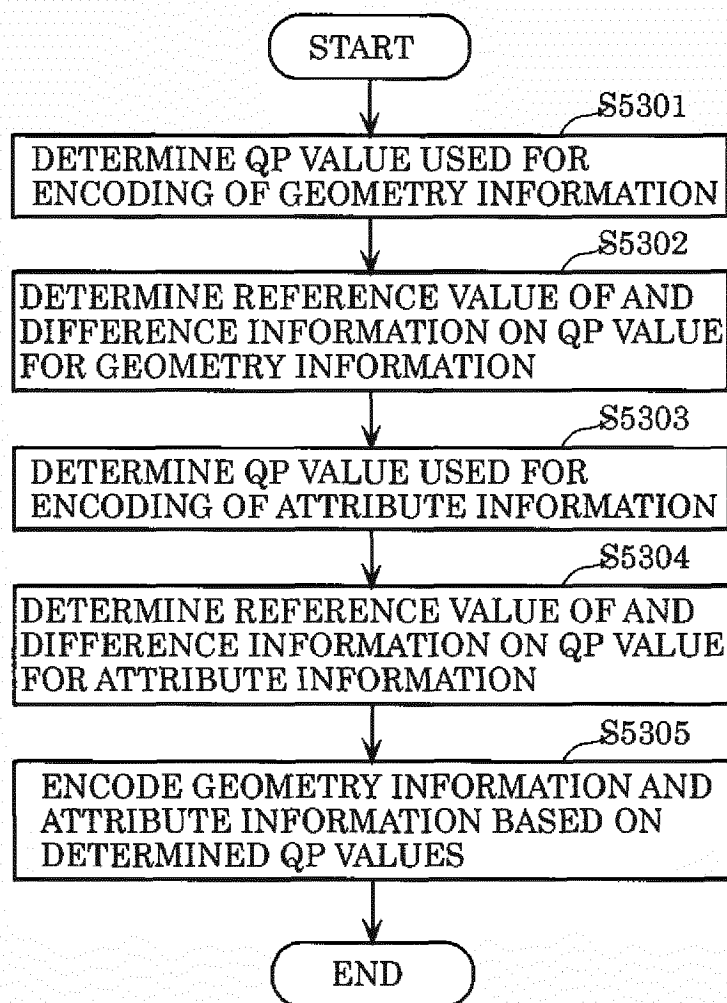 START
S5301
DETERMINE QP VALUE USED FOR
ENCODING OF GEOMETRY INFORMATION
S5302
DETERMINE REFERENCE VALUE OF AND
DIFFERENCE INFORMATION ON QP VALUE
FOR GEOMETRY INFORMATION
S5303
DETERMINE QP VALUE USED FOR
ENCODING OF ATTRIBUTE INFORMATION
S5304
DETERMINE REFERENCE VALUE OF AND
DIFFERENCE INFORMATION ON QP VALUE
FOR ATTRIBUTE INFORMATION
S5305
ENCODE GEOMETRY INFORMATION AND
ATTRIBUTE INFORMATION BASED ON
DETERMINED QP VALUES
END